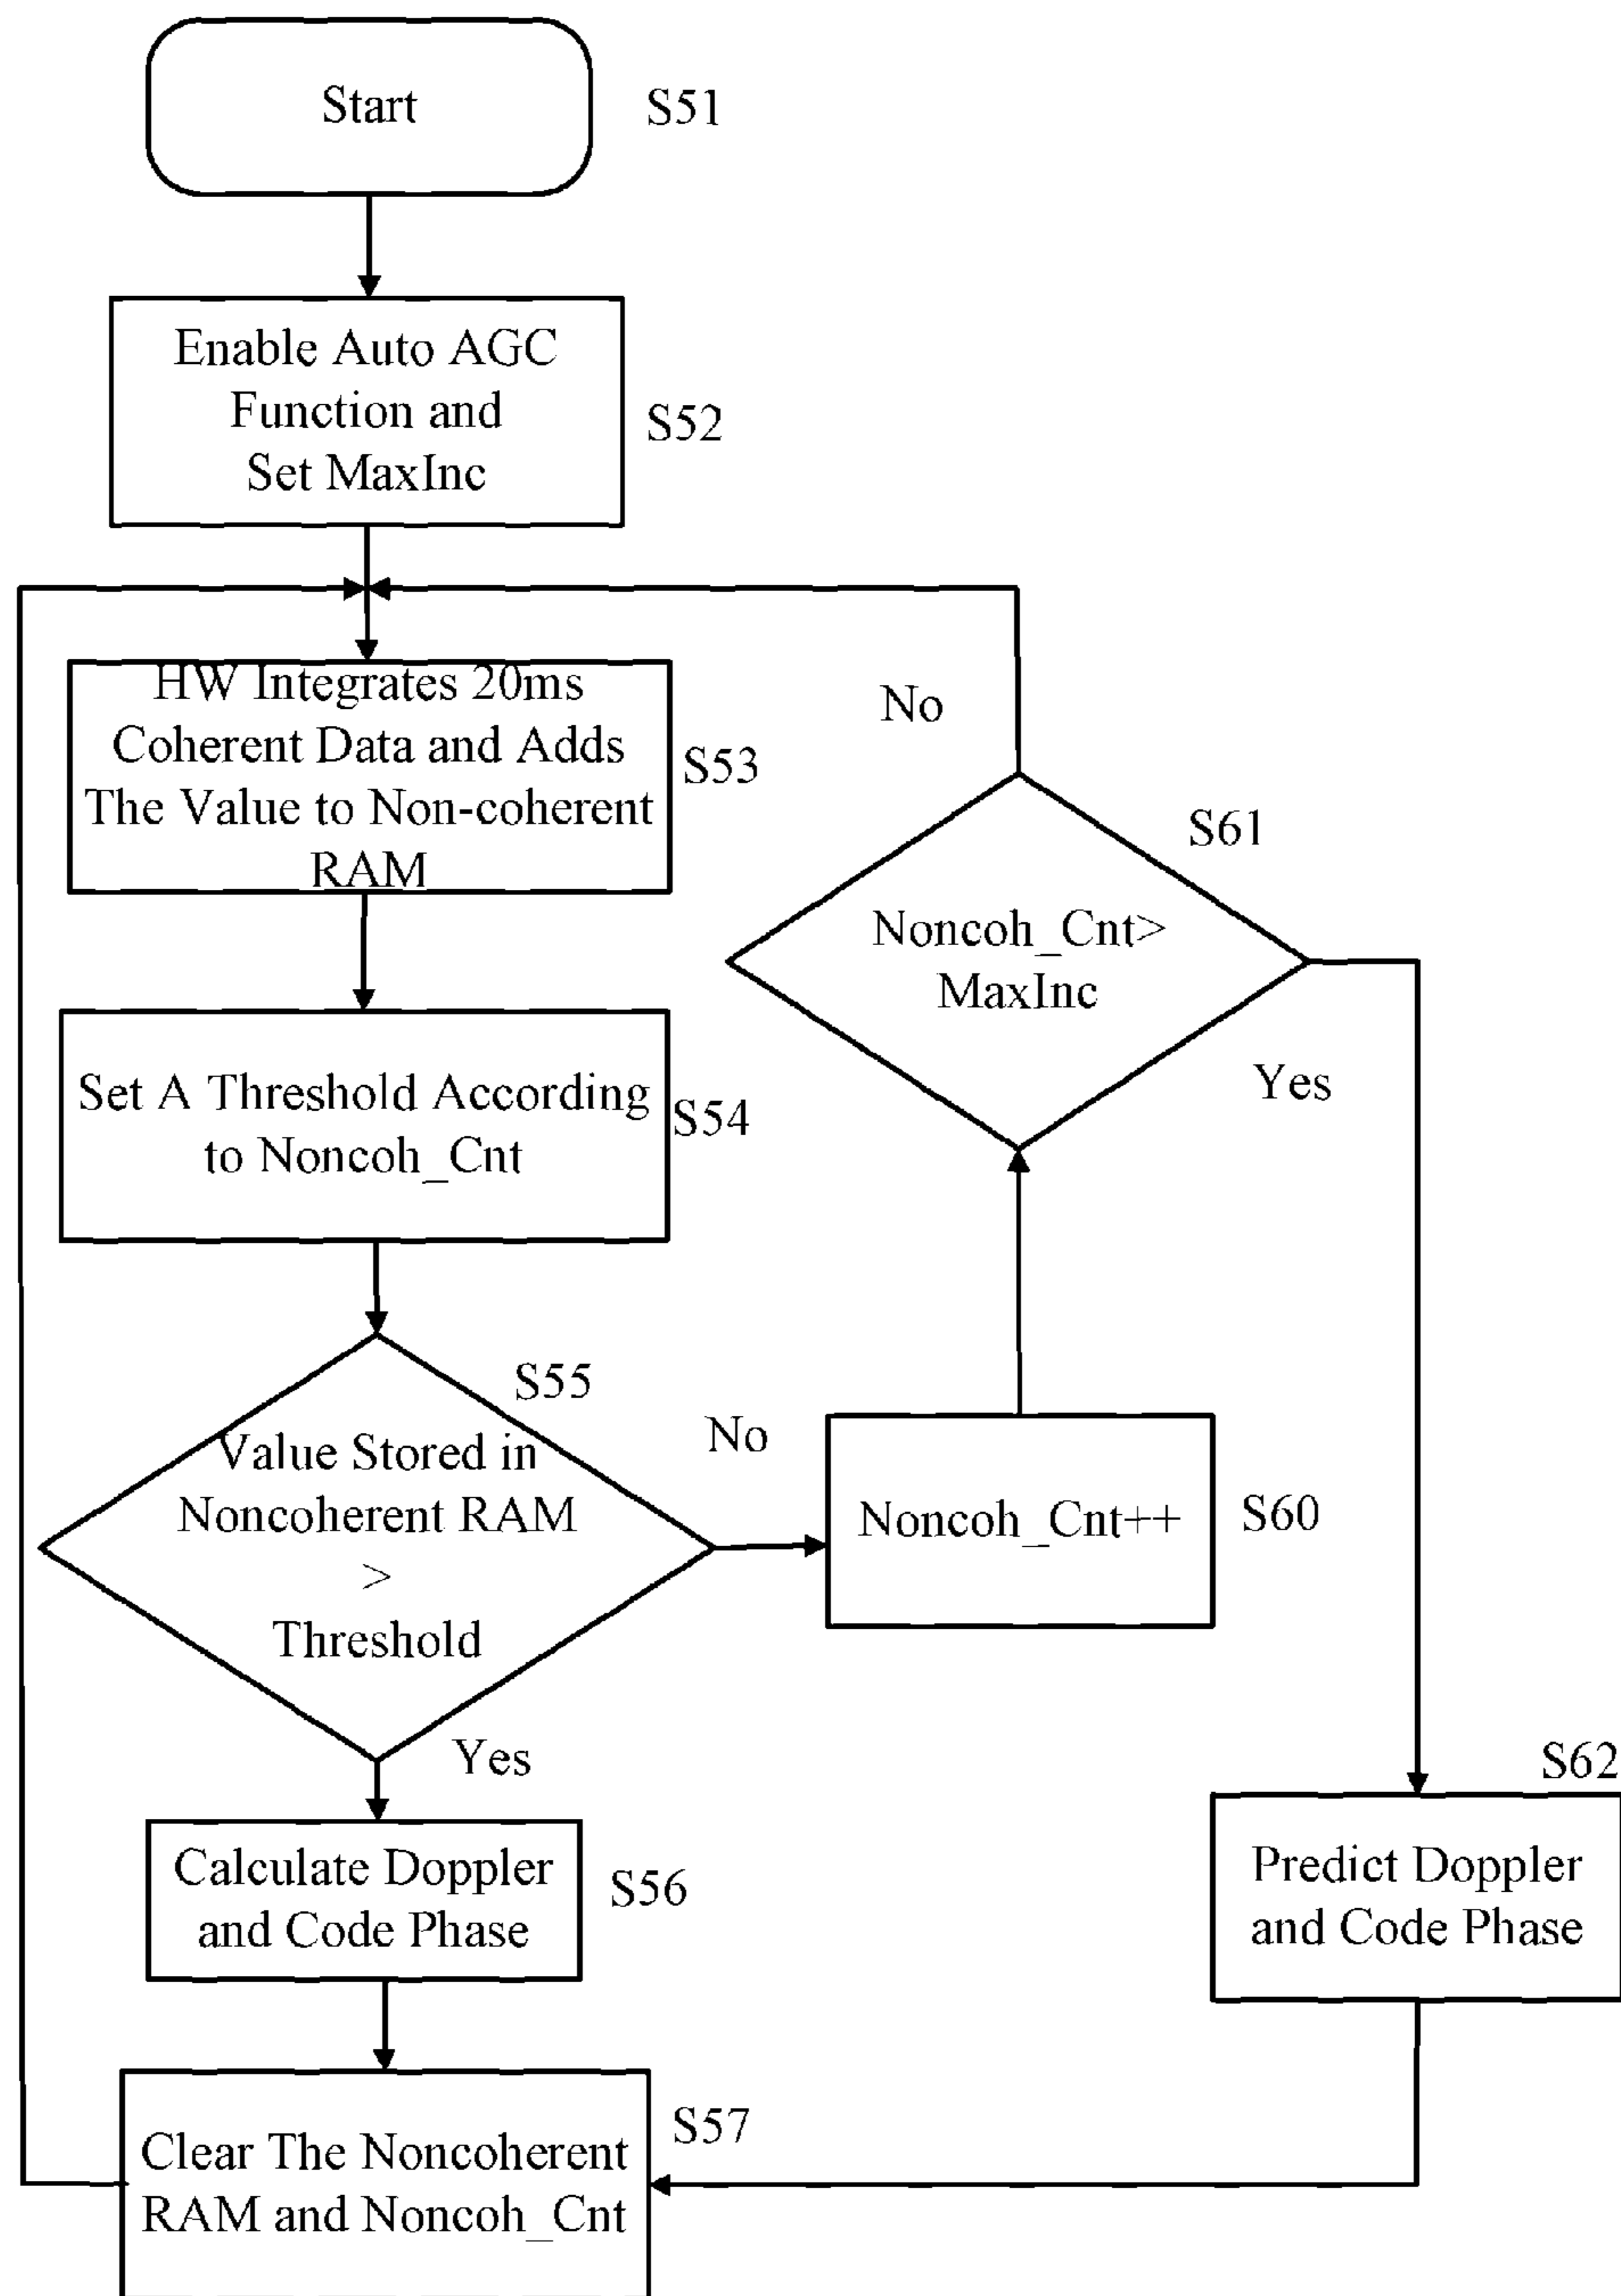 Start
S51
Enable Auto AGC
Function and
Set MaxInc
S52
HW Integrates 20ms
Coherent Data and Adds
The Value to Non-coherent
RAM
S53
Set A Threshold According
to Noncoh_Cnt
S54
Value Stored in
Noncoherent RAM
>
Threshold
S55
No
Yes
Calculate Doppler
and Code Phase
S56
Clear The Noncoherent
RAM and Noncoh_Cnt
S57
Noncoh_Cnt++
S60
Noncoh_Cnt>
MaxInc
S61
No
Yes
Predict Doppler
and Code Phase
S62